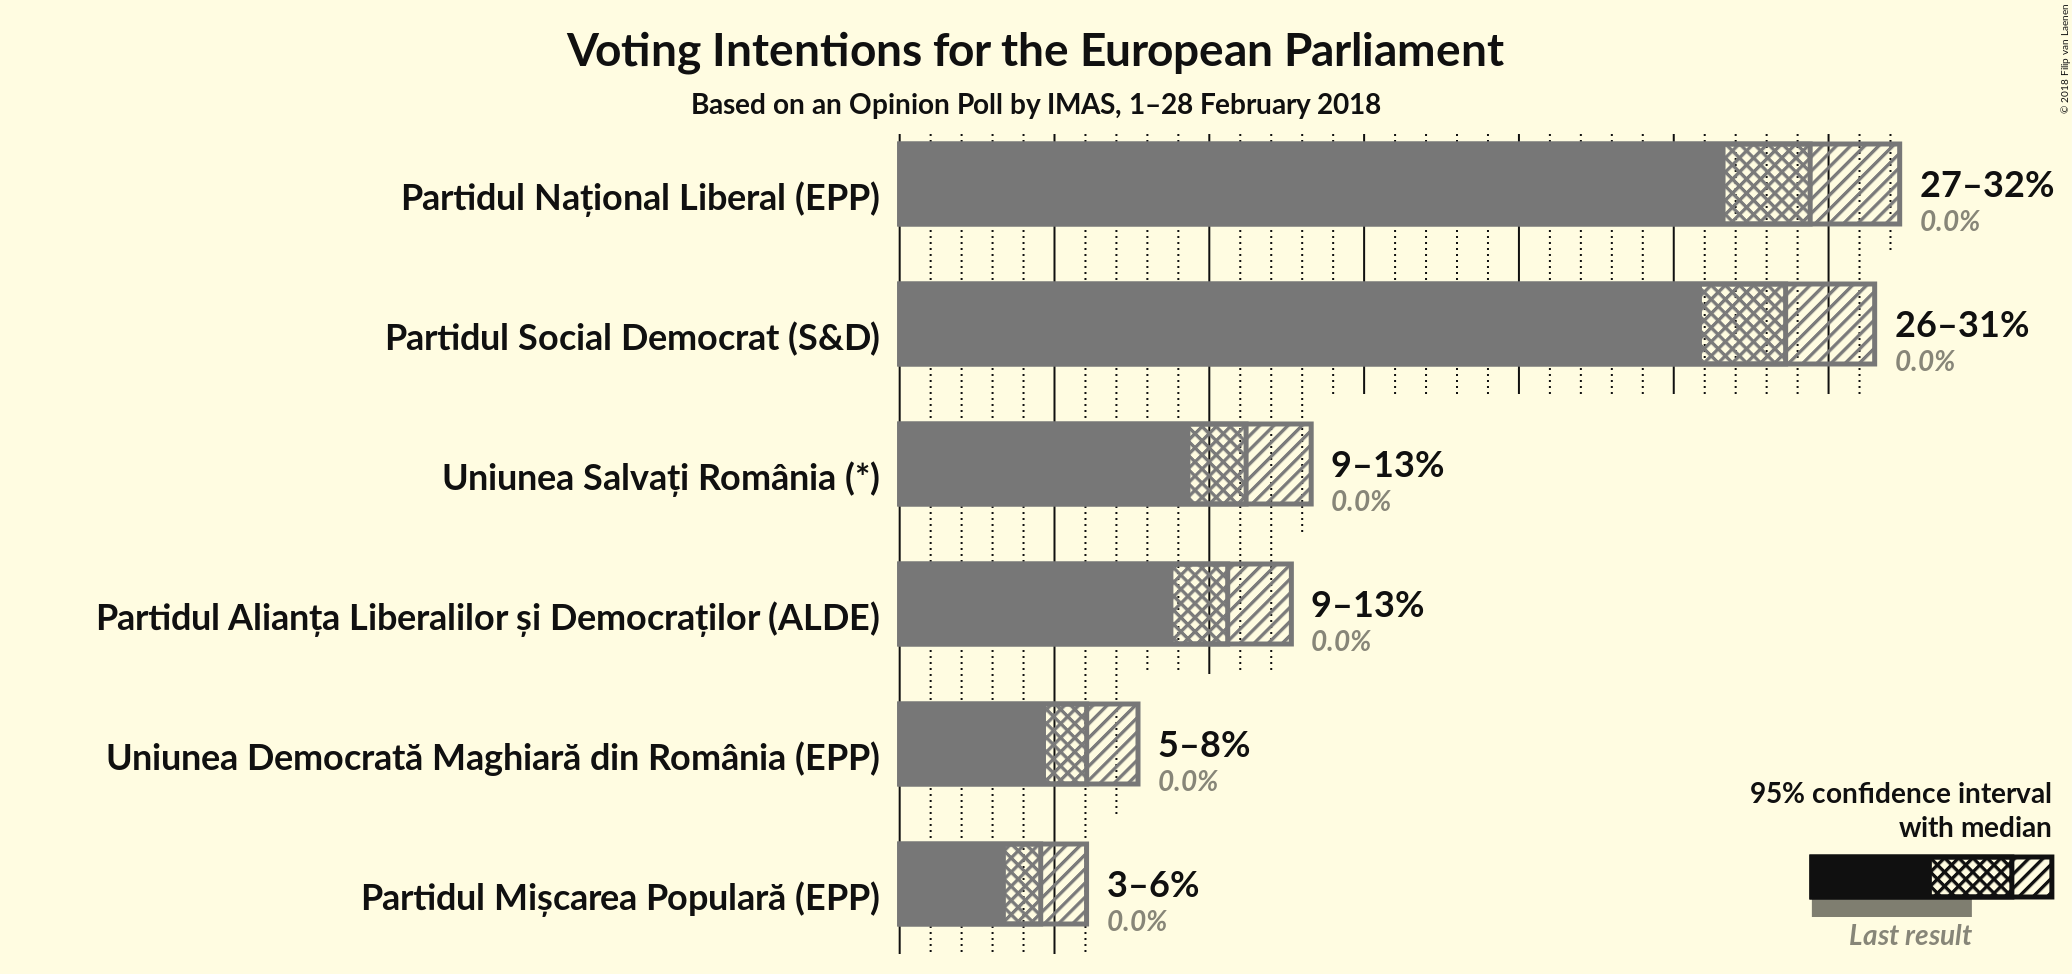 Voting Intentions for the European Parliament
Based on an Opinion Poll by IMAS, 1–28 February 2018
© 2018 Filip van Laenen
Partidul Național Liberal (EPP)
27–32%
0.0%
Partidul Social Democrat (S&D)
26–31%
0.0%
Uniunea Salvați România (*)
9–13%
0.0%
Partidul Alianța Liberalilor și Democraților (ALDE)
9–13%
0.0%
Uniunea Democrată Maghiară din România (EPP)
5–8%
0.0%
Partidul Mișcarea Populară (EPP)
3–6%
0.0%
95% confidence interval
with median
Last result